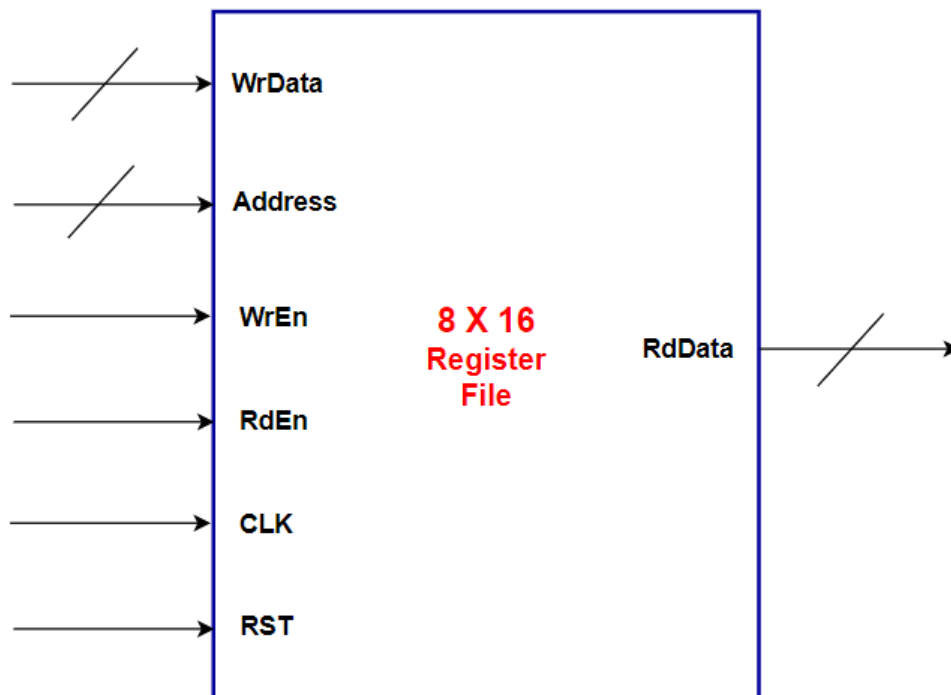 WrData
Address
WrEn
RdEn
CLK
RST
8 X 16
Register
File
RdData